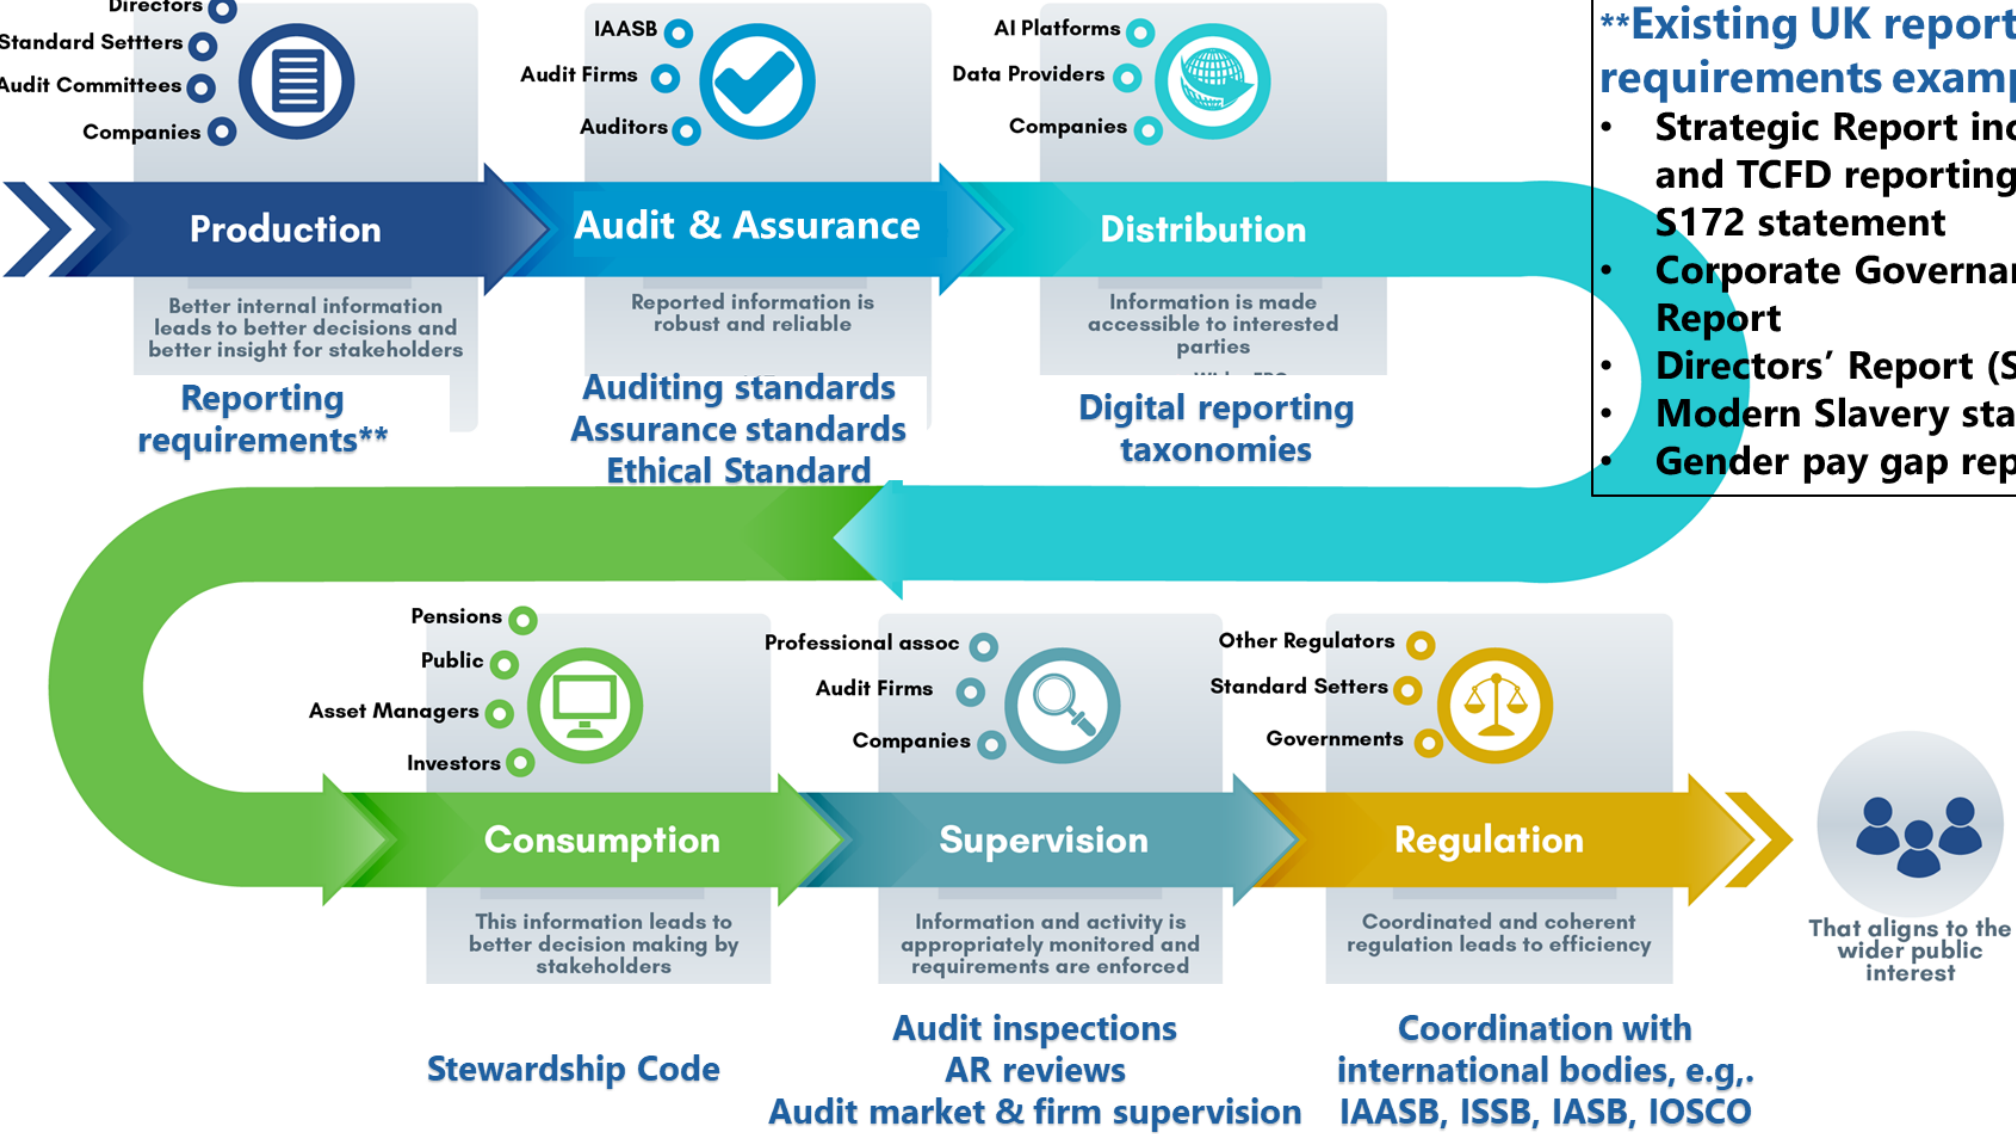 Directors
Standard Settters
Audit Committees
Companies
IAASB
Audit Firms
Auditors
AI Platforms
Data Providers
Companies
Production
Audit & Assurance
Distribution
Better internal information
leads to better decisions and
better insight for stakeholders
Reported information is
robust and reliable
Information is made
accessible to interested
parties
Reporting
requirements**
Auditing standards
Assurance standards
Ethical Standard
Digital reporting
taxonomies
**Existing UK report
requirements examp
• Strategic Report inc
and TCFD reporting
S172 statement
• Corporate Governa
Report
• Directors’ Report (S
• Modern Slavery sta
• Gender pay gap rep
Pensions
Public
Asset Managers
Investors
Professional assoc
Audit Firms
Companies
Other Regulators
Standard Setters
Governments
Consumption
Supervision
Regulation
This information leads to
better decision making by
stakeholders
Information and activity is
appropriately monitored and
requirements are enforced
Coordinated and coherent
regulation leads to efficiency
That aligns to the
wider public
interest
Stewardship Code
Audit inspections
AR reviews
Audit market & firm supervision
Coordination with
international bodies, e.g,.
IAASB, ISSB, IASB, IOSCO